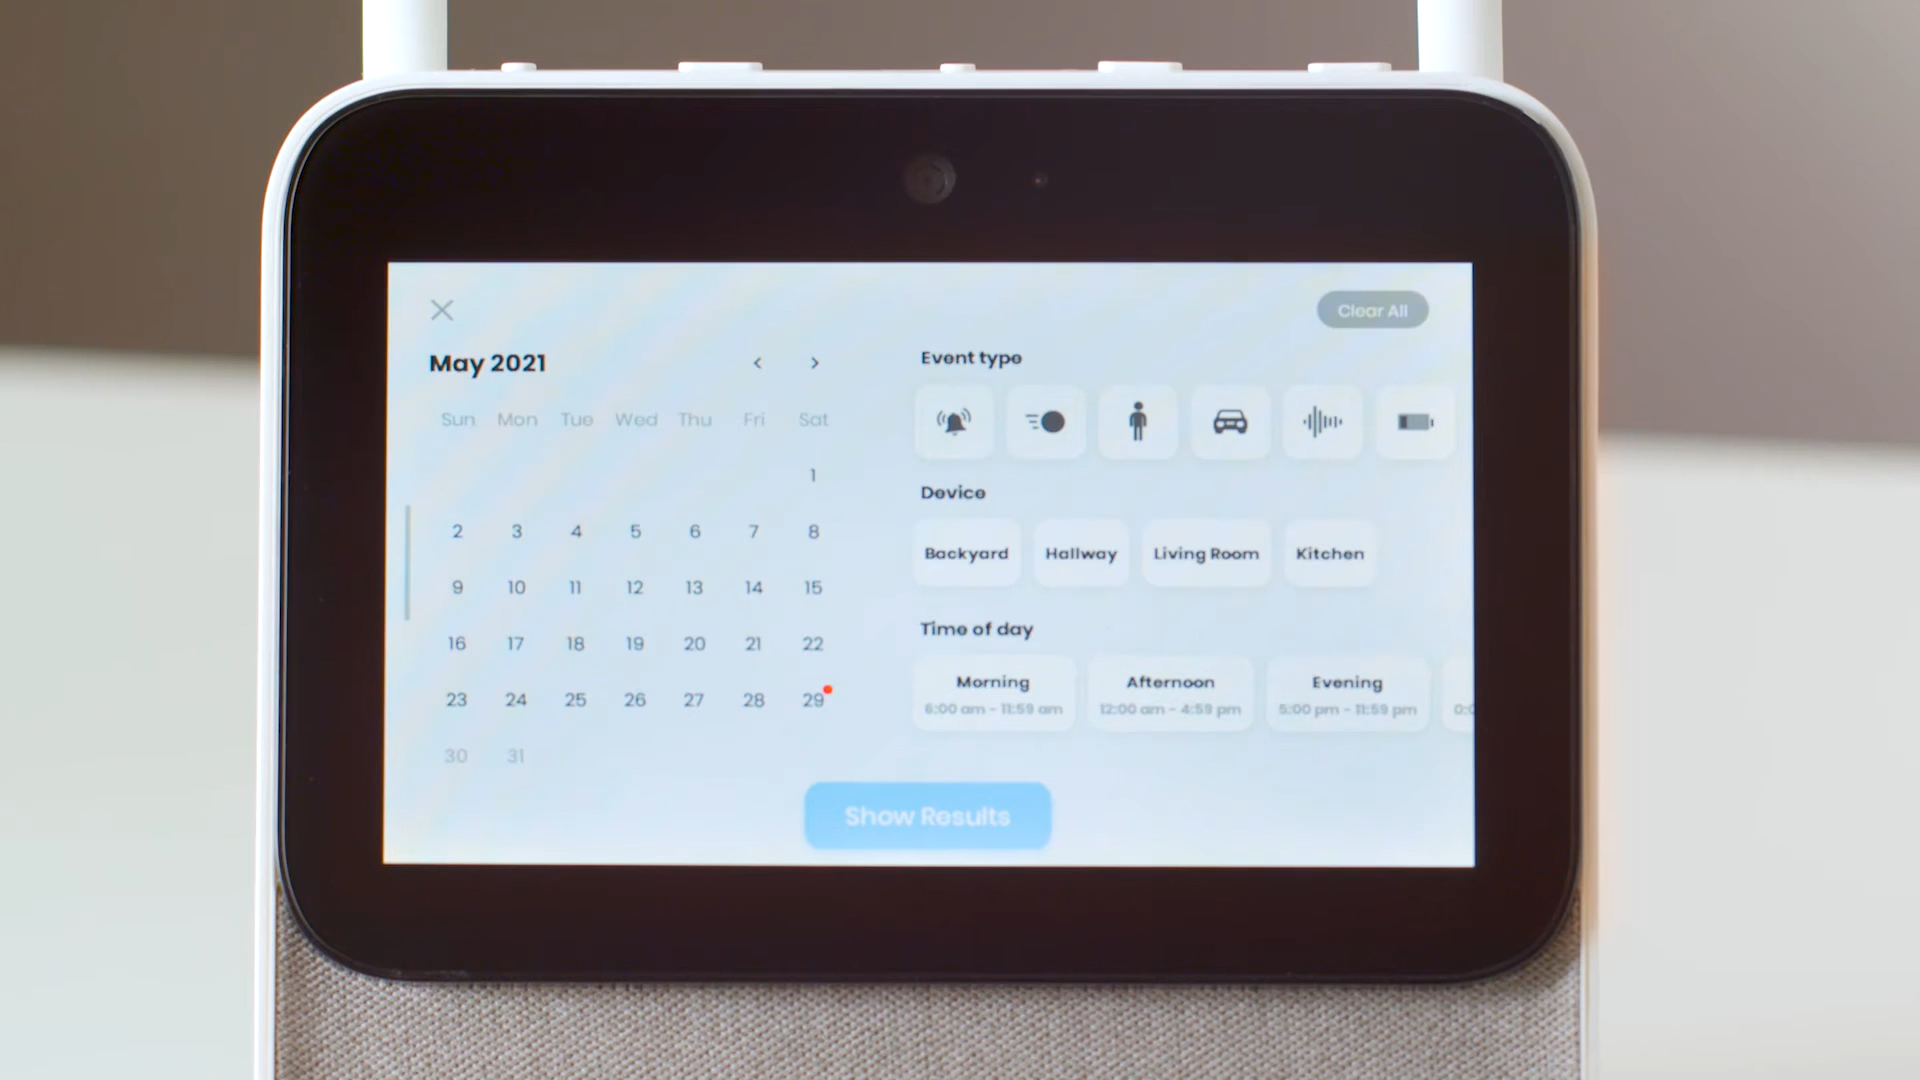 Clear All
May 2021 < >
Sun Mon Tue Wed Thu Fri Sat
1
2 3 4 5 6 7 8
9 10 11 12 13 14 15
16 17 18 19 20 21 22
23 24 25 26 27 28 29
30 31
Event type
Device
Backyard Hallway Living Room Kitchen
Time of day
Morning Afternoon Evening
6:00 am - 11:59 am 12:00 am - 4:59 pm 5:00 pm - 11:59 pm
Show Results